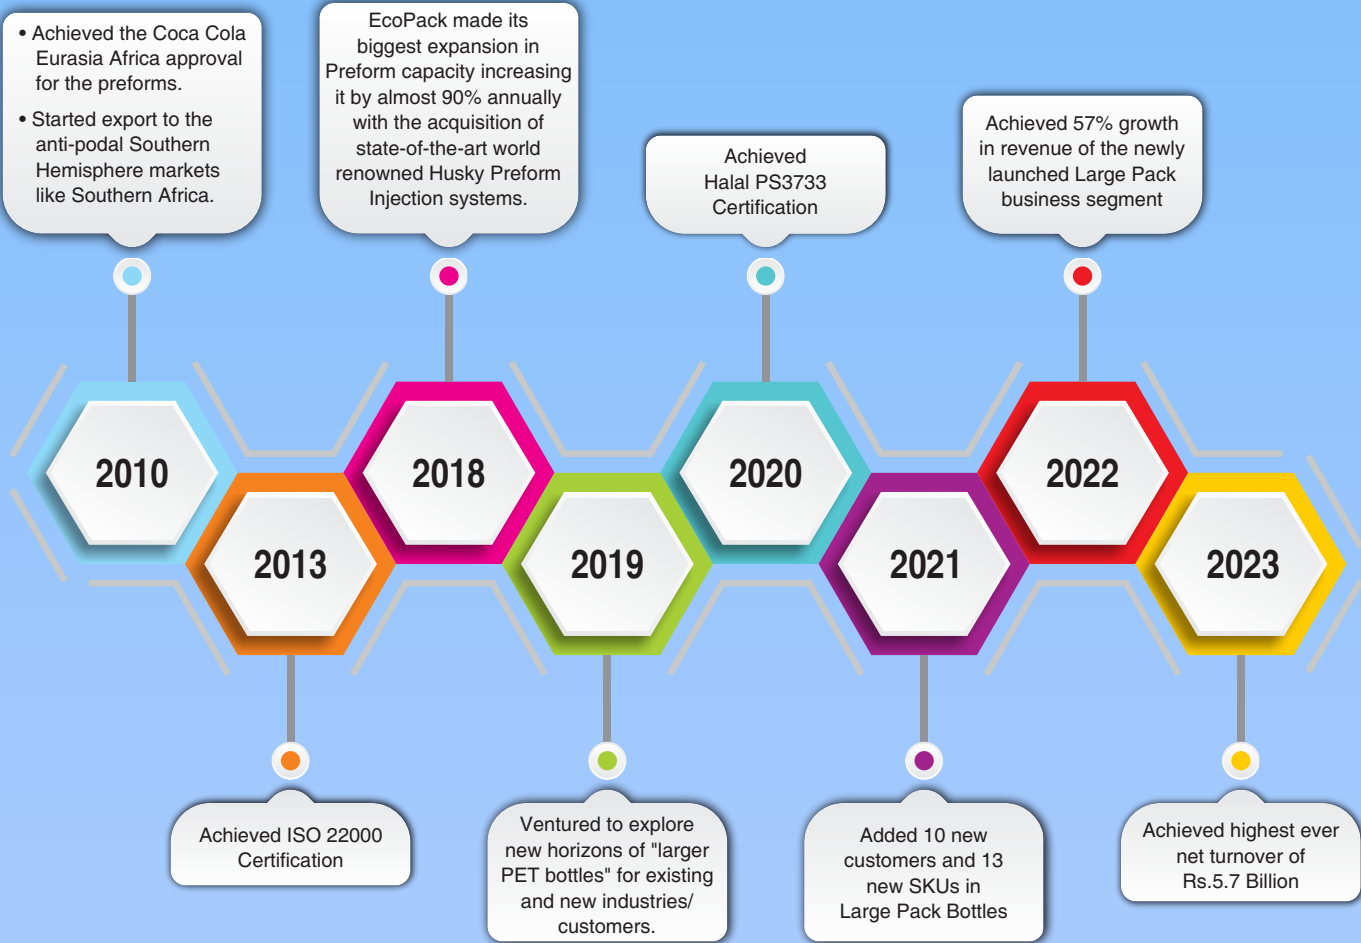 • Achieved the Coca Cola
Eurasia Africa approval
for the preforms.
• Started export to the
anti-podal Southern
Hemisphere markets
like Southern Africa.
EcoPack made its
biggest expansion in
Preform capacity increasing
it by almost 90% annually
with the acquisition of
state-of-the-art world
renowned Husky Preform
Injection systems.
Achieved
Halal PS3733
Certification
Achieved 57% growth
in revenue of the newly
launched Large Pack
business segment
2010
2013
2018
2019
2020
2021
2022
2023
Achieved ISO 22000
Certification
Ventured to explore
new horizons of "larger
PET bottles" for existing
and new industries/
customers.
Added 10 new
customers and 13
new SKUs in
Large Pack Bottles
Achieved highest ever
net turnover of
Rs.5.7 Billion